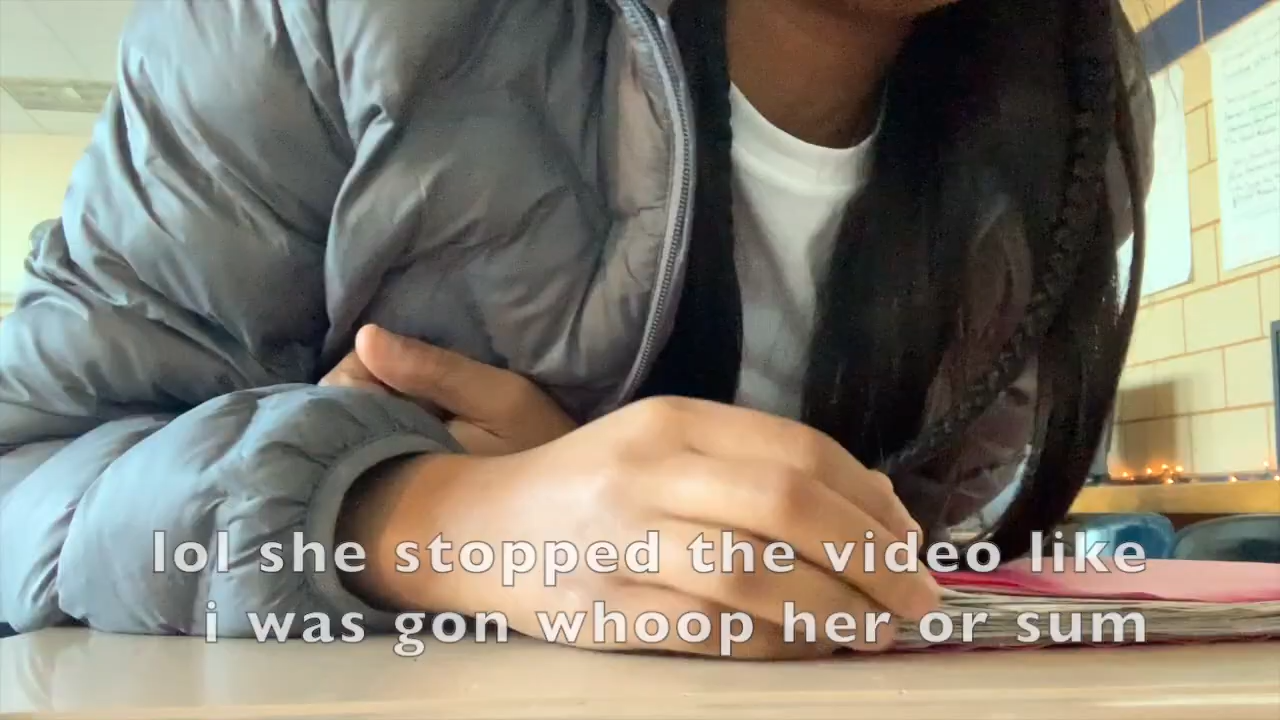 lol she stopped the video like
i was gon whoop her or sum